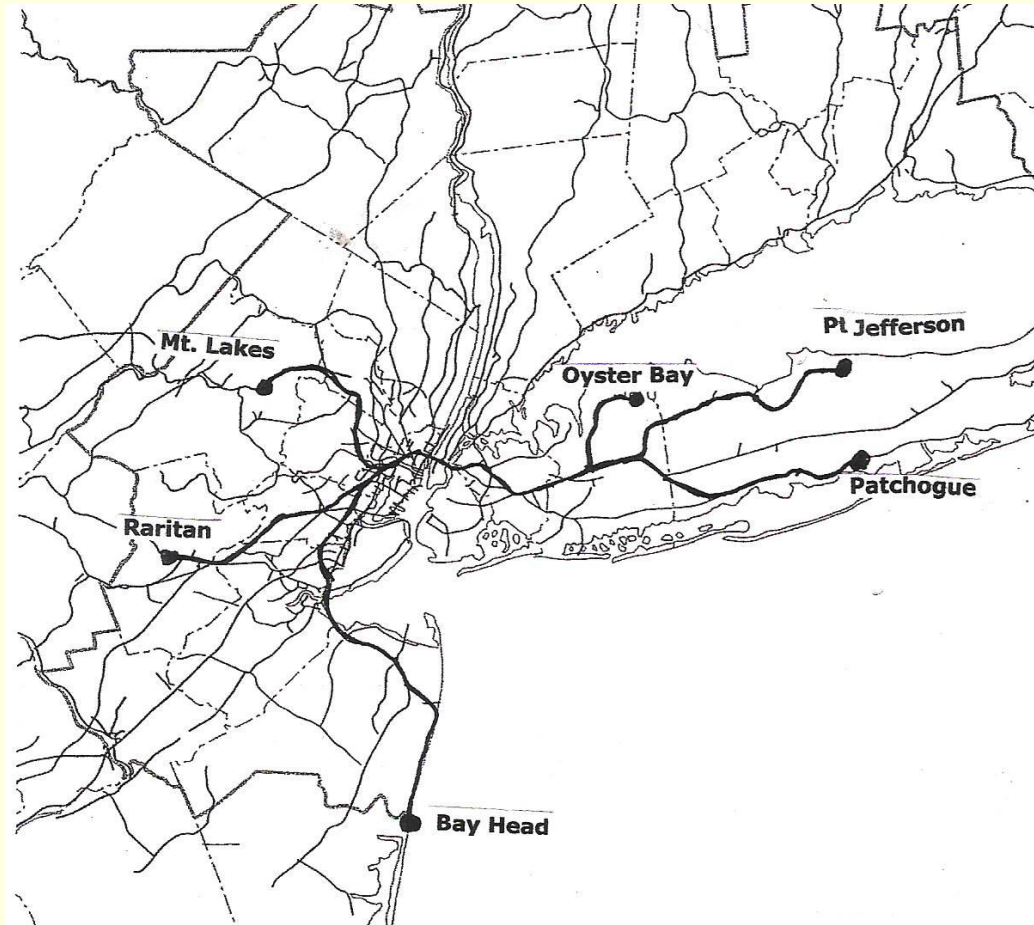 Mt. Lakes
Pt Jefferson
Oyster Bay
Patchogue
Raritan
Bay Head